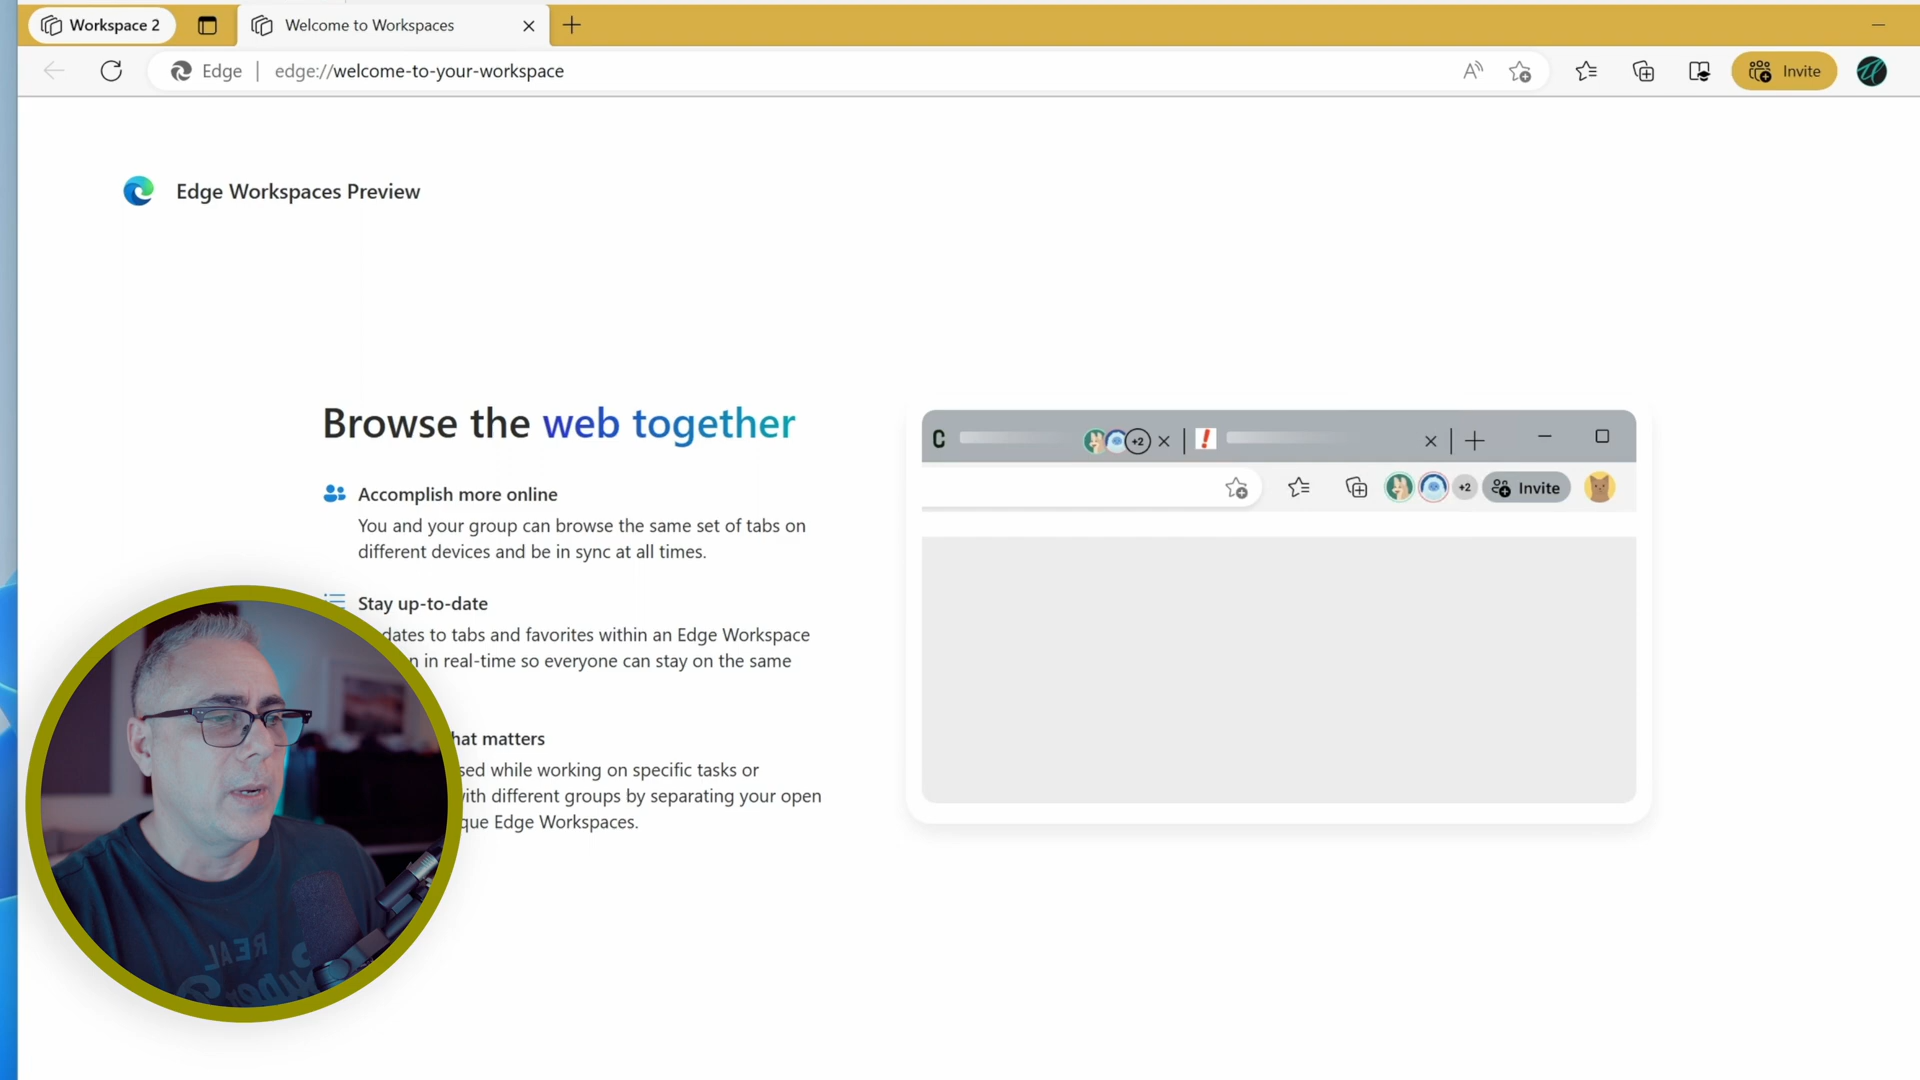 Workspace 2
Welcome to Workspaces
Edge
edge://welcome-to-your-workspace
Invite
Edge Workspaces Preview
Browse the web together
C
+2
+2
Invite
Accomplish more online
You and your group can browse the same set of tabs on
different devices and be in sync at all times.
Stay up-to-date
dates to tabs and favorites within an Edge Workspace
n in real-time so everyone can stay on the same
hat matters
sed while working on specific tasks or
with different groups by separating your open
que Edge Workspaces.
REAL